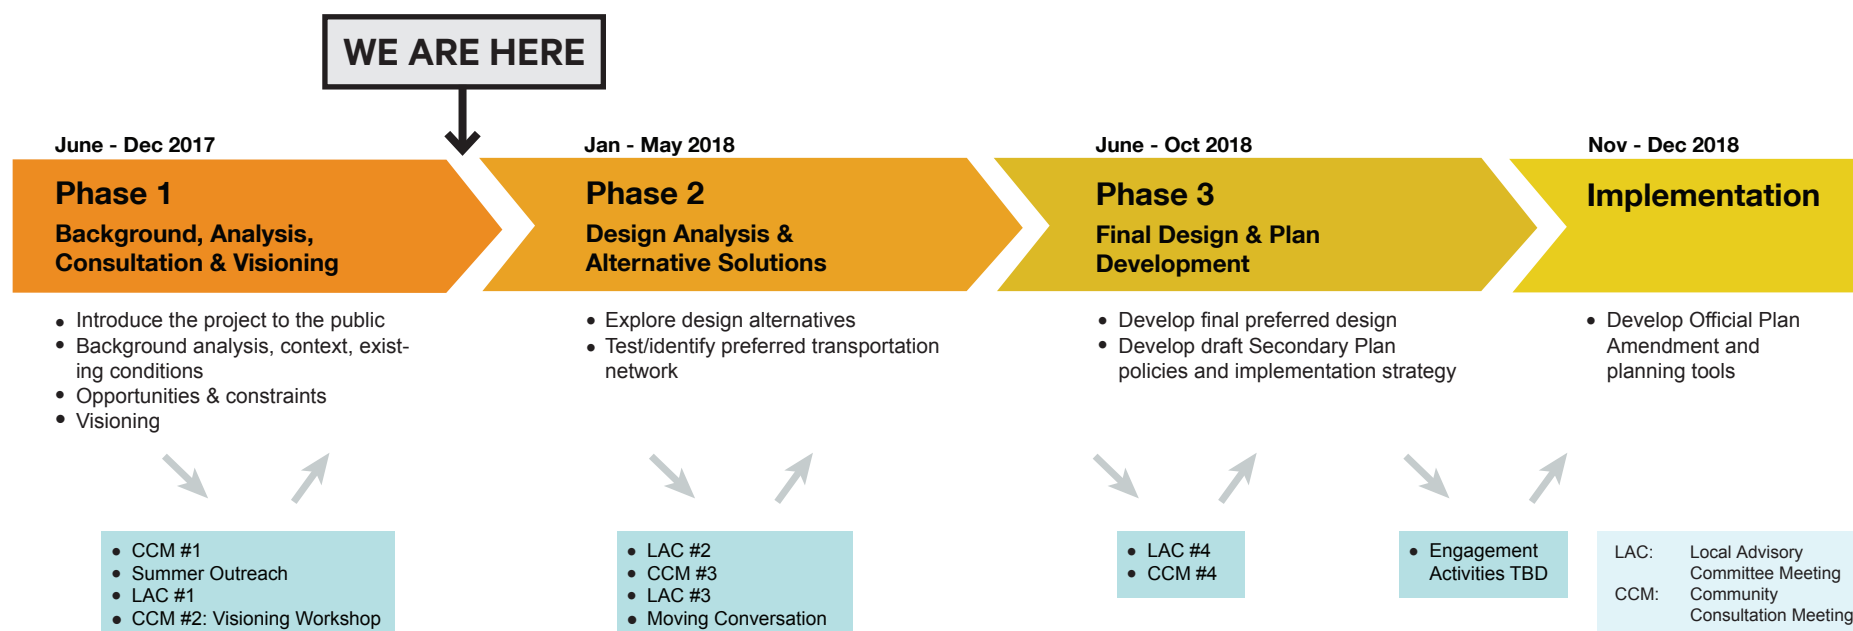 WE ARE HERE
June - Dec 2017
Phase 1
Background, Analysis,
Consultation & Visioning
• Introduce the project to the public
• Background analysis, context, exist-
ing conditions
• Opportunities & constraints
• Visioning
• CCM #1
• Summer Outreach
• LAC #1
• CCM #2: Visioning Workshop
Jan - May 2018
Phase 2
Design Analysis &
Alternative Solutions
• Explore design alternatives
• Test/identify preferred transportation
network
• LAC #2
• CCM #3
• LAC #3
• Moving Conversation
June - Oct 2018
Phase 3
Final Design & Plan
Development
• Develop final preferred design
• Develop draft Secondary Plan
policies and implementation strategy
• LAC #4
• CCM #4
Nov - Dec 2018
Implementation
• Develop Official Plan
Amendment and
planning tools
• Engagement
Activities TBD
LAC: Local Advisory
Committee Meeting
CCM: Community
Consultation Meeting